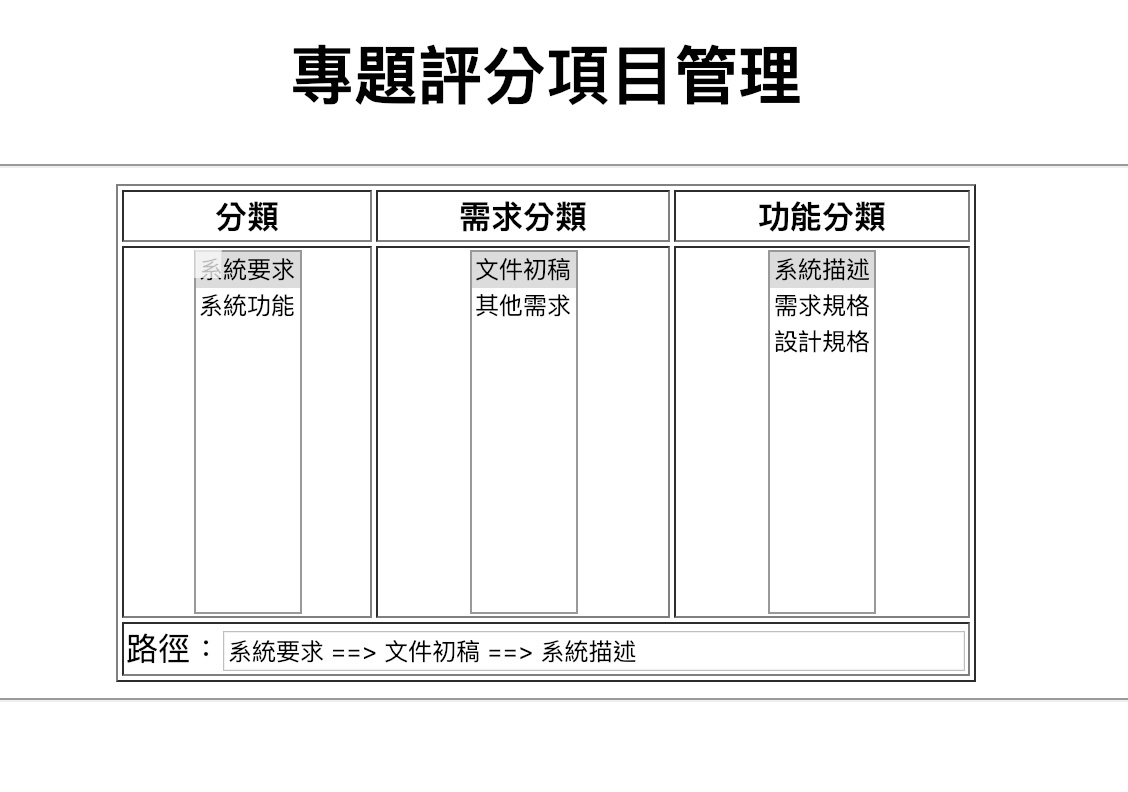 專題評分項目管理
分類 需求分類 功能分類
系統要求 文件初稿 系統描述
系統功能 其他需求 需求規格
設計規格
路徑： 系統要求 ==> 文件初稿 ==> 系統描述